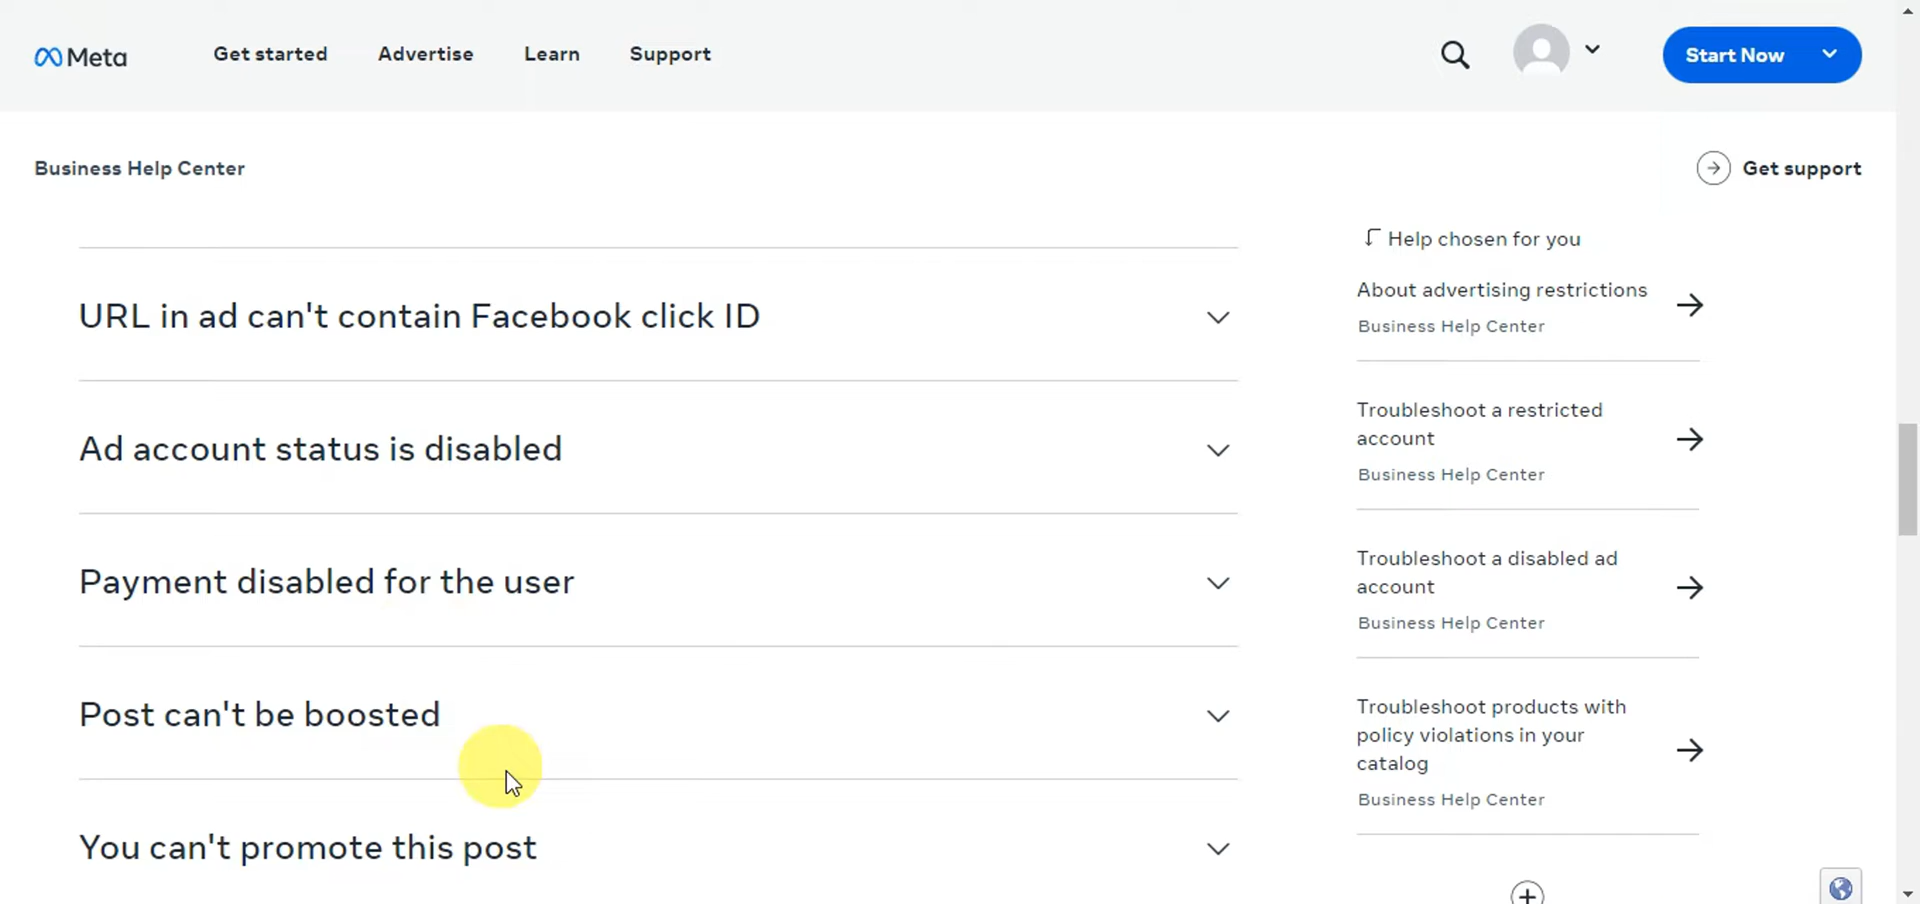 Meta
Get started
Advertise
Learn
Support
Start Now
Business Help Center
Get support
URL in ad can't contain Facebook click ID
Ad account status is disabled
Payment disabled for the user
Post can't be boosted
You can't promote this post
Help chosen for you
About advertising restrictions
Business Help Center
Troubleshoot a restricted
account
Business Help Center
Troubleshoot a disabled ad
account
Business Help Center
Troubleshoot products with
policy violations in your
catalog
Business Help Center